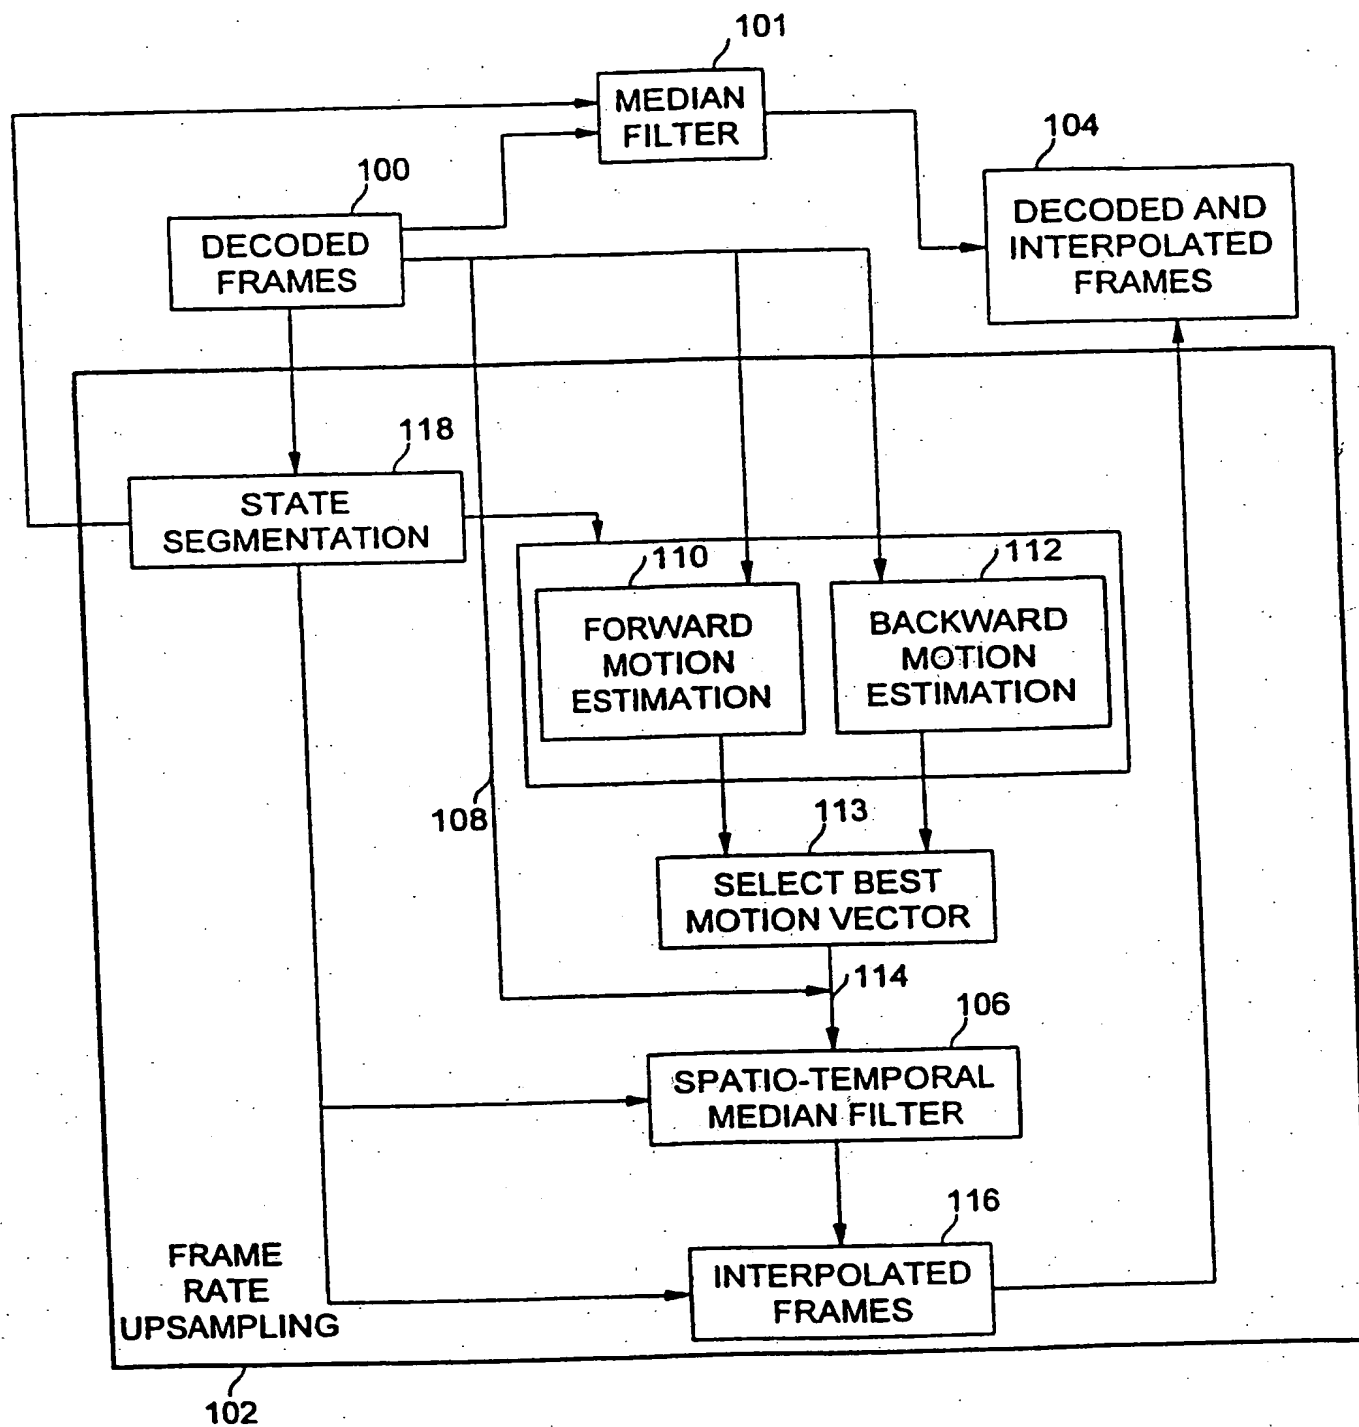 101
MEDIAN
FILTER
104
DECODED AND
INTERPOLATED
FRAMES
100
DECODED
FRAMES
118
STATE
SEGMENTATION
110
FORWARD
MOTION
ESTIMATION
112
BACKWARD
MOTION
ESTIMATION
108
113
SELECT BEST
MOTION VECTOR
114
106
SPATIO-TEMPORAL
MEDIAN FILTER
116
INTERPOLATED
FRAMES
FRAME
RATE
UPSAMPLING
102